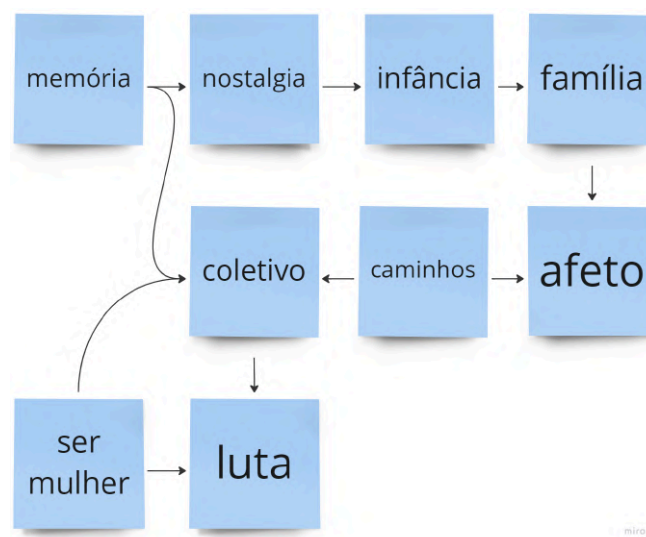 memória
nostalgia
infância
família
coletivo
caminhos
afeto
ser
mulher
luta
miro